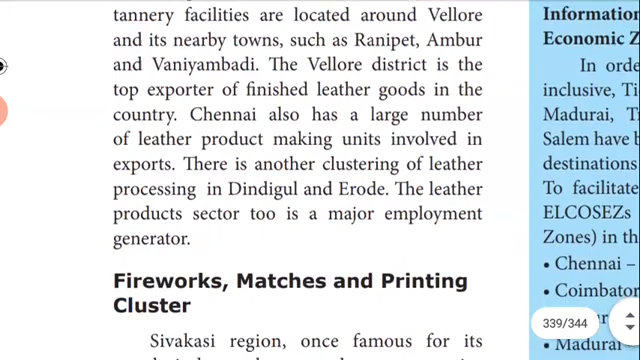 tannery facilities are located around Vellore
and its nearby towns, such as Ranipet, Ambur
and Vaniyambadi. The Vellore district is the
top exporter of finished leather goods in the
country. Chennai also has a large number
of leather product making units involved in
exports. There is another clustering of leather
processing in Dindigul and Erode. The leather
products sector too is a major employment
generator.
Fireworks, Matches and Printing
Cluster
Sivakasi region, once famous for its
Information
Economic Z
In orde
inclusive, Ti
Madurai, T
Salem have b
destinations
To facilitate
ELCOSEZs
Zones) in th
• Chennai –
• Coimbator
• Madurai
339/344